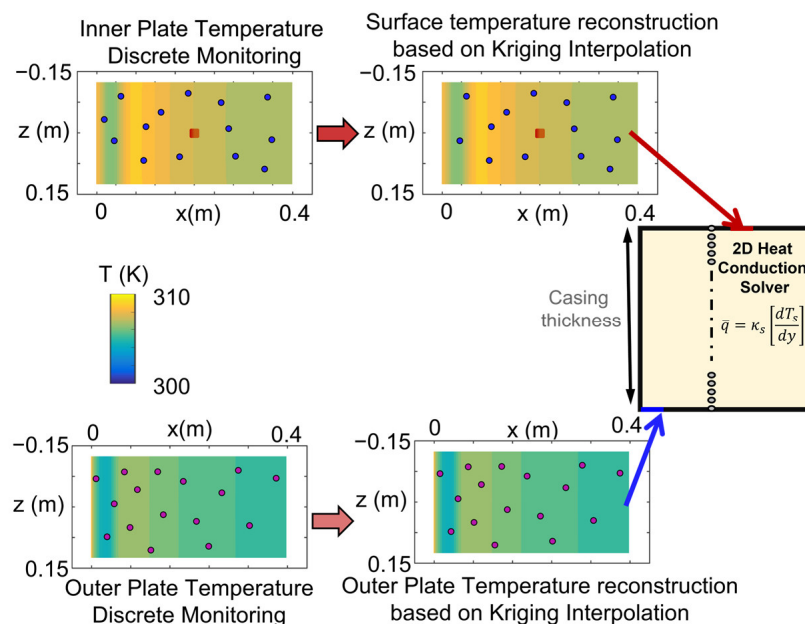 Inner Plate Temperature
Discrete Monitoring
Surface temperature reconstruction
based on Kriging Interpolation
−0.15
z (m)
0.15
0
x(m)
0.4
−0.15
z (m)
0.15
0
x (m)
0.4
T (K)
310
300
Casing
thickness
2D Heat
Conduction
Solver
q̄ = κₛ [dTₛ/dy]
0
x(m)
0.4
−0.15
z (m)
0.15
0
x (m)
0.4
−0.15
z (m)
0.15
Outer Plate Temperature
Discrete Monitoring
Outer Plate Temperature reconstruction
based on Kriging Interpolation